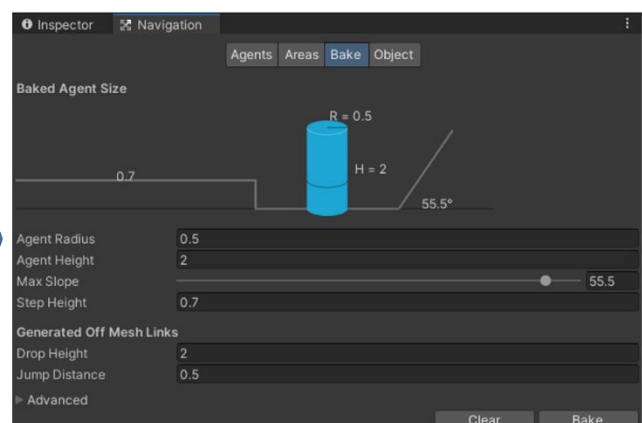 Inspector Navigation
Agents Areas Bake Object
Baked Agent Size
R = 0.5
0.7
H = 2
55.5°
Agent Radius 0.5
Agent Height 2
Max Slope 55.5
Step Height 0.7
Generated Off Mesh Links
Drop Height 2
Jump Distance 0.5
Advanced
Clear Bake